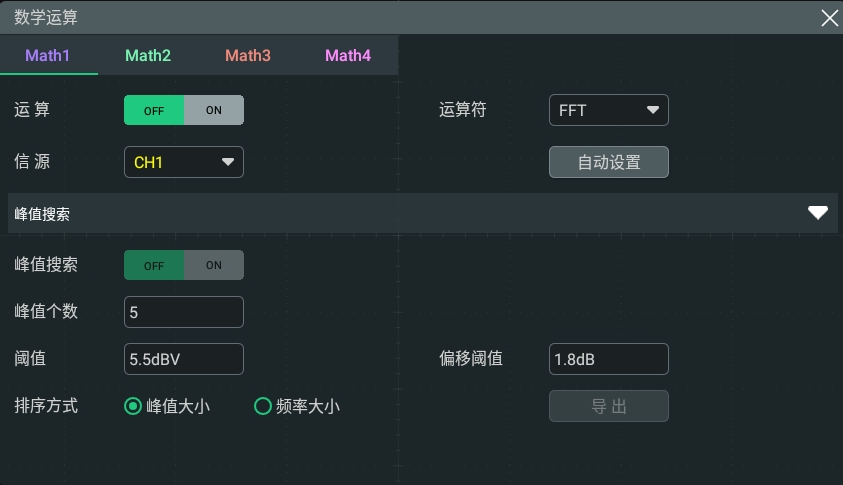 数学运算
Math1 Math2 Math3 Math4
运 算 OFF ON 运算符 FFT
信 源 CH1 自动设置
峰值搜索
峰值搜索 OFF ON
峰值个数 5
阈值 5.5dBV 偏移阈值 1.8dB
排序方式 峰值大小 频率大小 导 出